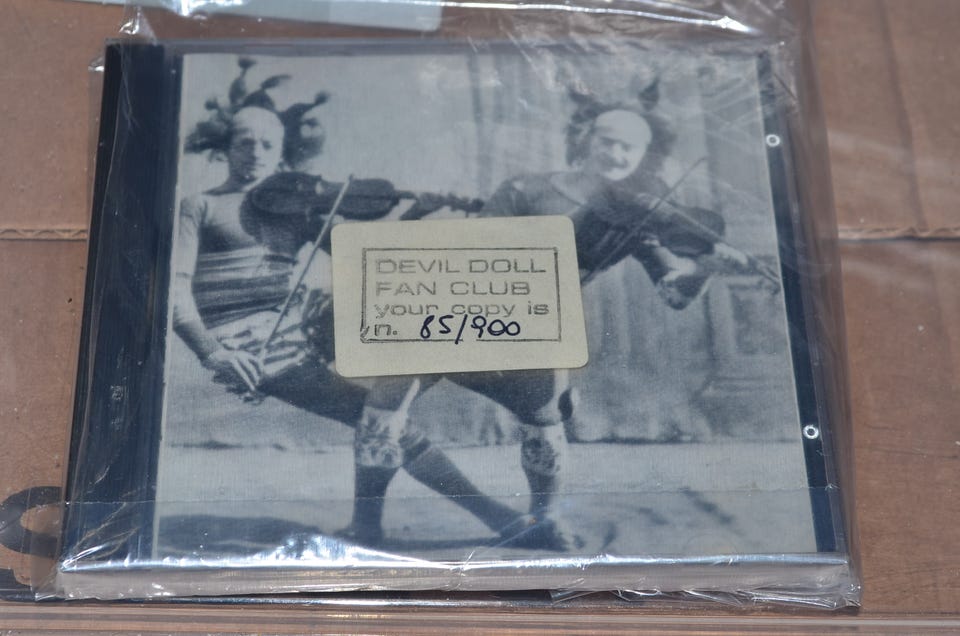 DEVIL DOLL
FAN CLUB
your copy is
n. 85/900